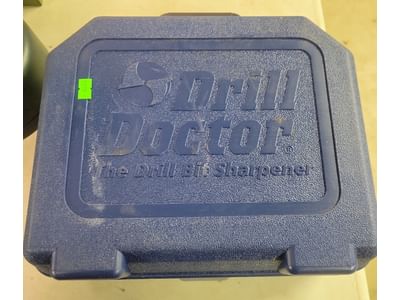 Drill
Doctor®
The Drill Bit Sharpener